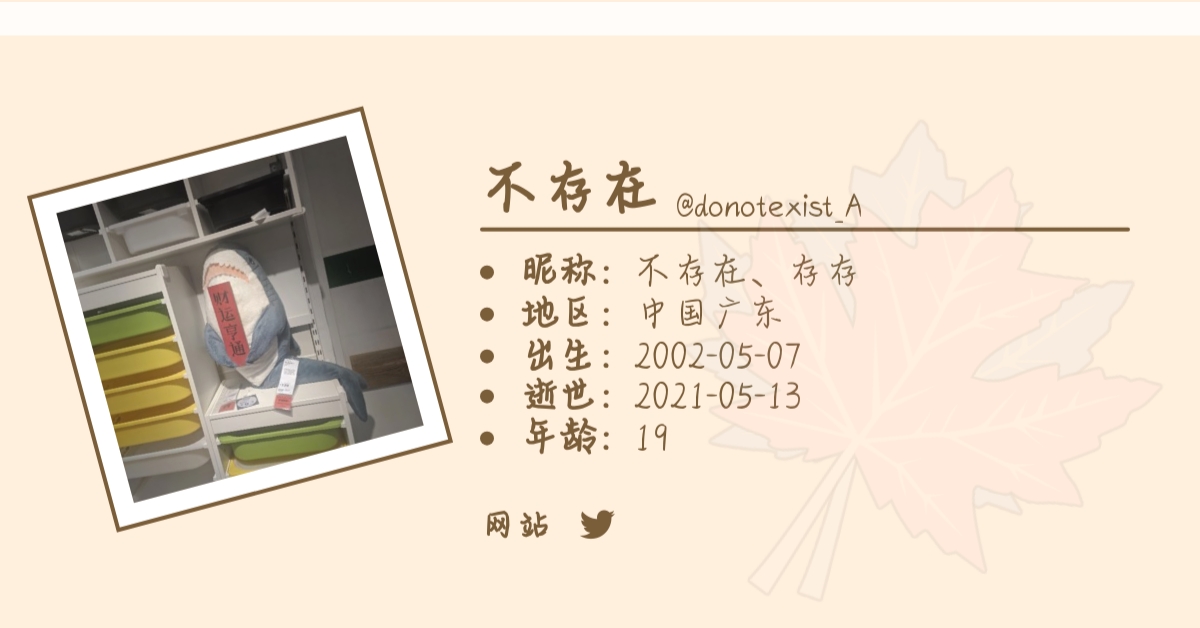 财运亨通
不存在 @donotexist_A
昵称：不存在、存存
地区：中国广东
出生：2002-05-07
逝世：2021-05-13
年龄：19
网站